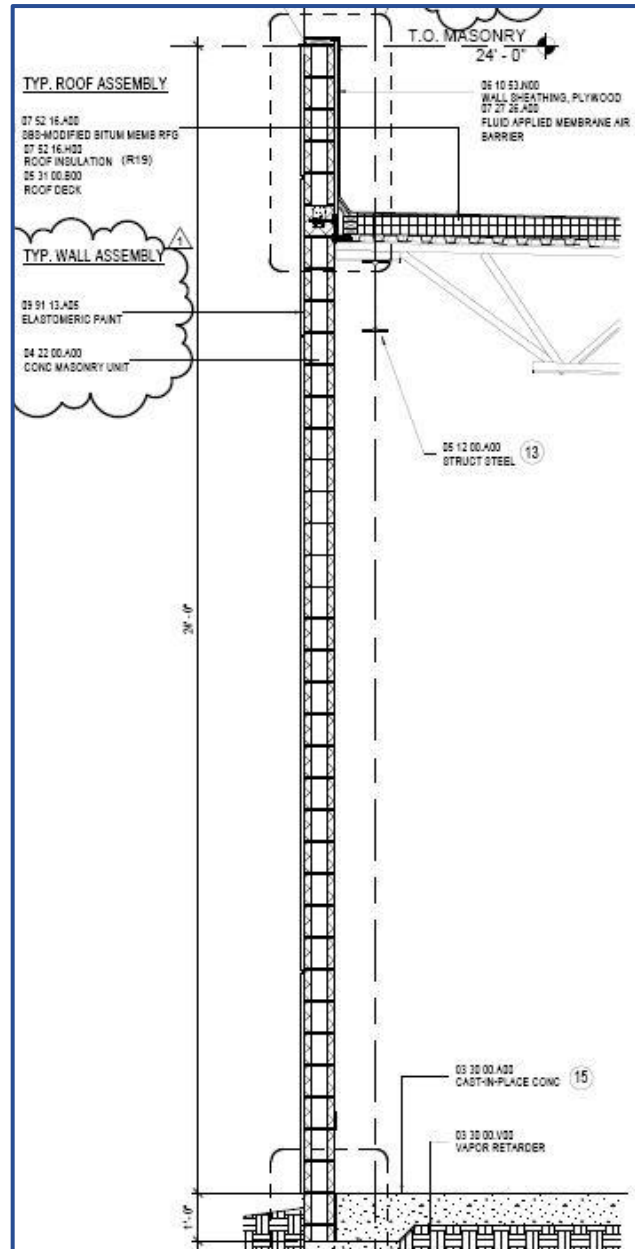 T.O. MASONRY
24' - 0"
TYP. ROOF ASSEMBLY
07 52 16.A00
SBS-MODIFIED BITUM MEMB RFG
07 52 16.H00
ROOF INSULATION (R19)
05 31 00.B00
ROOF DECK
06 10 53.N00
WALL SHEATHING, PLYWOOD
07 27 26.A00
FLUID APPLIED MEMBRANE AIR
BARRIER
1
TYP. WALL ASSEMBLY
09 91 13.A05
ELASTOMERIC PAINT
04 22 00.A00
CONC MASONRY UNIT
05 12 00.A00
STRUCT STEEL 13
24' - 0"
03 30 00.A00
CAST-IN-PLACE CONC 15
03 30 00.V00
VAPOR RETARDER
1' - 0"